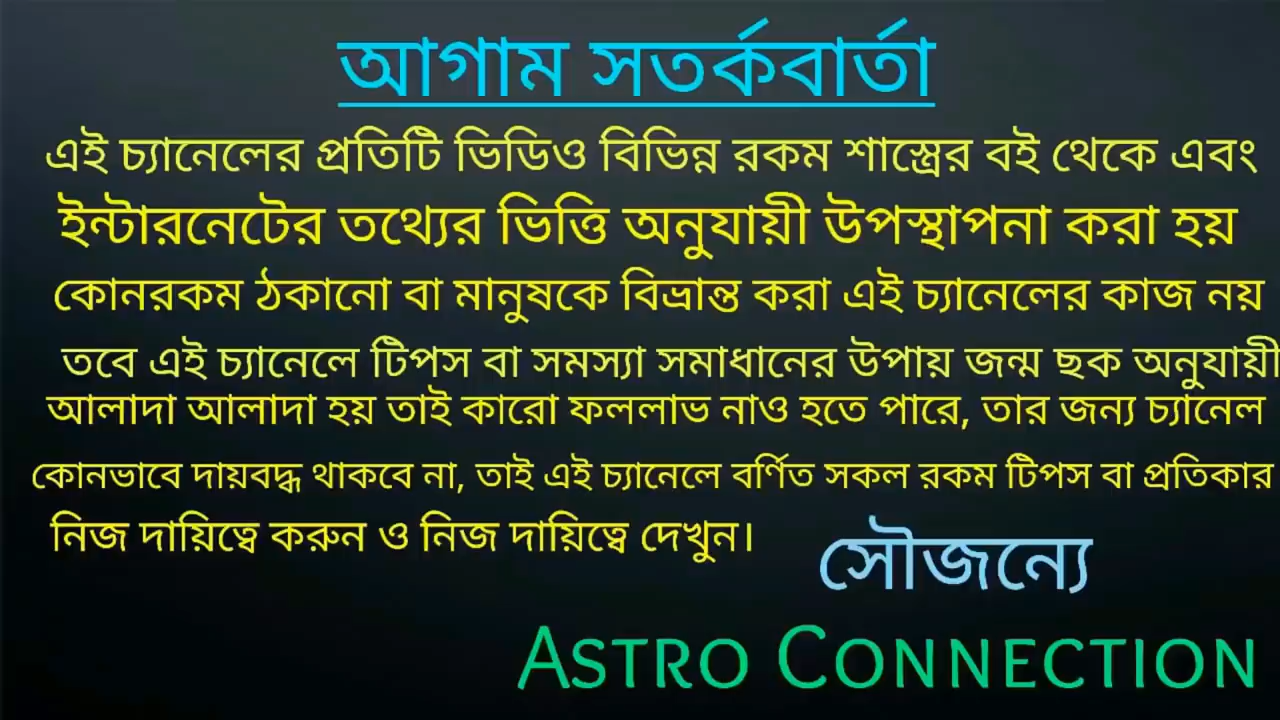 আগাম সতর্কবার্তা
এই চ্যানেলের প্রতিটি ভিডিও বিভিন্ন রকম শাস্ত্রের বই থেকে এবং
ইন্টারনেটের তথ্যের ভিত্তি অনুযায়ী উপস্থাপনা করা হয়
কোনরকম ঠকানো বা মানুষকে বিভ্রান্ত করা এই চ্যানেলের কাজ নয়
তবে এই চ্যানেলে টিপস বা সমস্যা সমাধানের উপায় জন্ম ছক অনুযায়ী
আলাদা আলাদা হয় তাই কারো ফললাভ নাও হতে পারে, তার জন্য চ্যানেল
কোনভাবে দায়বদ্ধ থাকবে না, তাই এই চ্যানেলে বর্ণিত সকল রকম টিপস বা প্রতিকার
নিজ দায়িত্বে করুন ও নিজ দায়িত্বে দেখুন।
সৌজন্যে
ASTRO CONNECTION